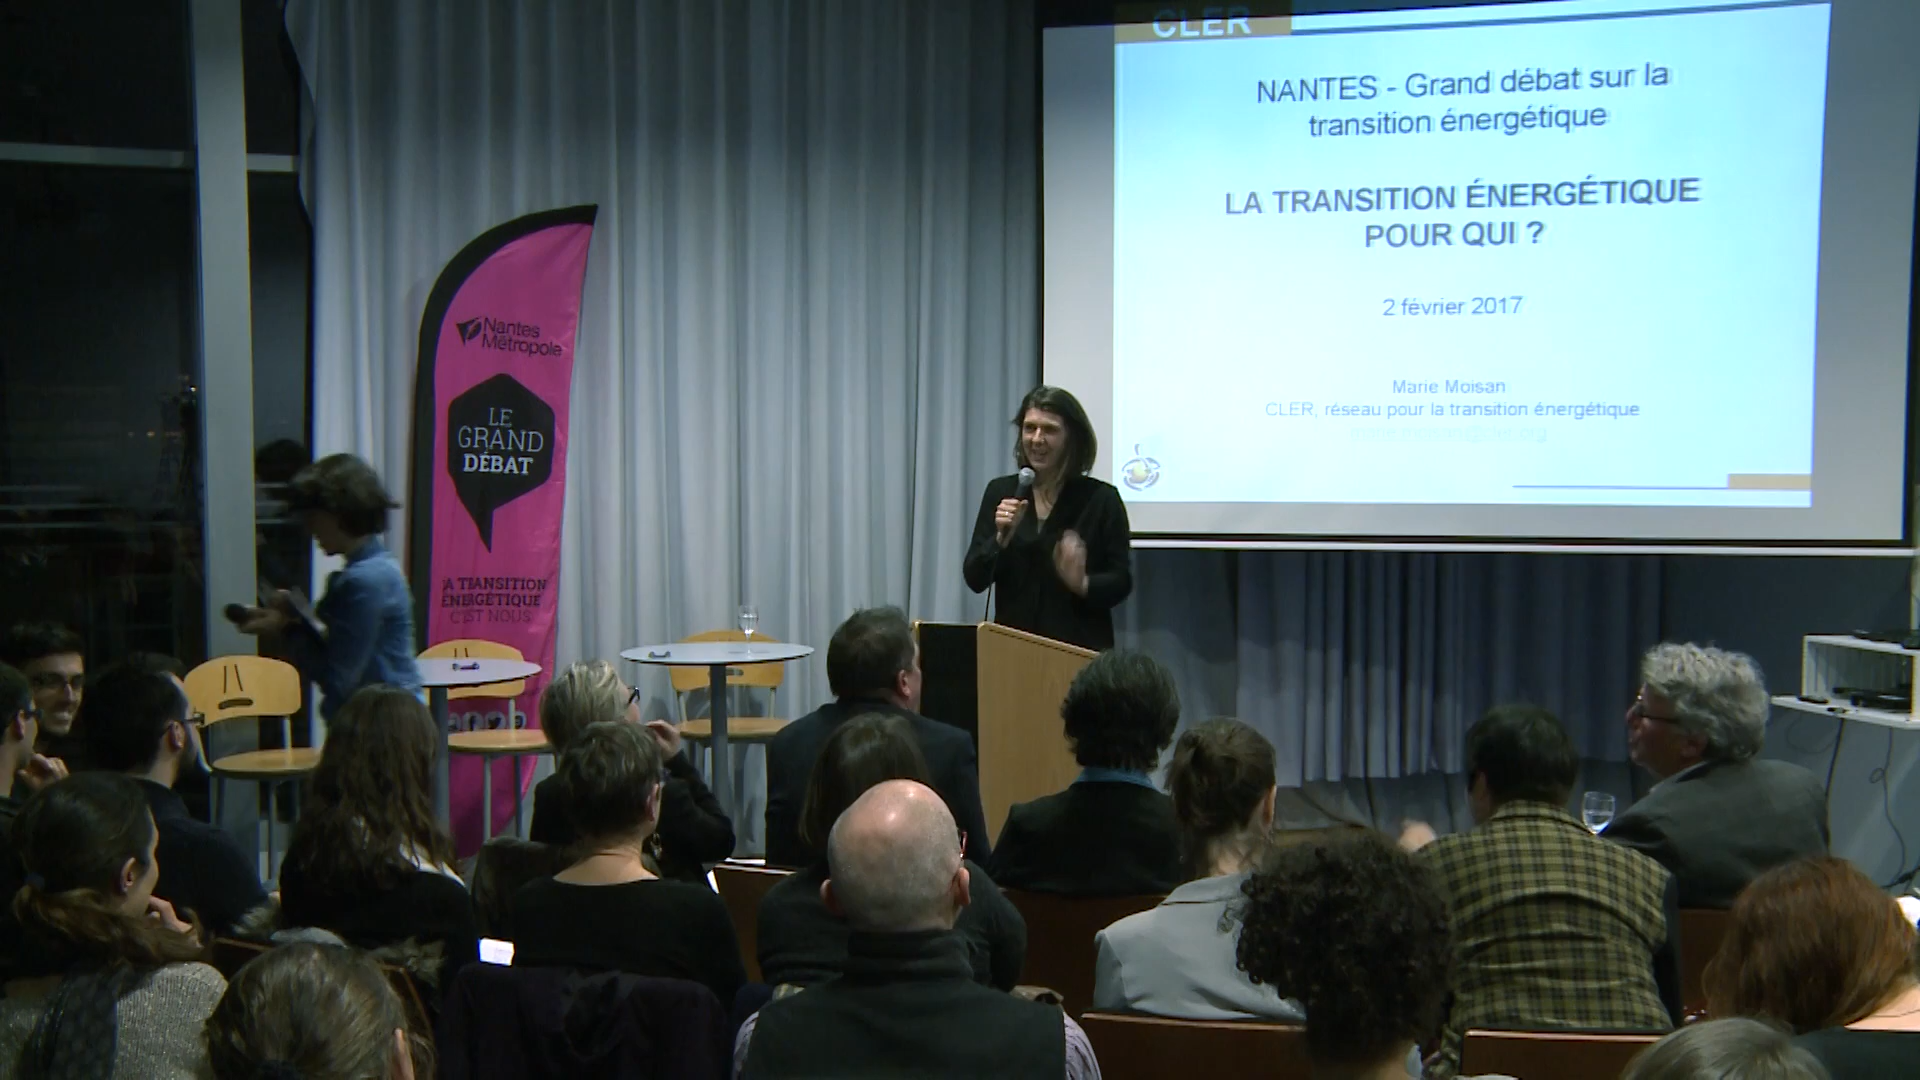 CLER
NANTES - Grand débat sur la
transition énergétique
LA TRANSITION ÉNERGÉTIQUE
POUR QUI ?
2 février 2017
Marie Moisan
CLER, réseau pour la transition énergétique
Nantes
Métropole
LE
GRAND
DÉBAT
LA TRANSITION
ÉNERGÉTIQUE
C'EST NOUS